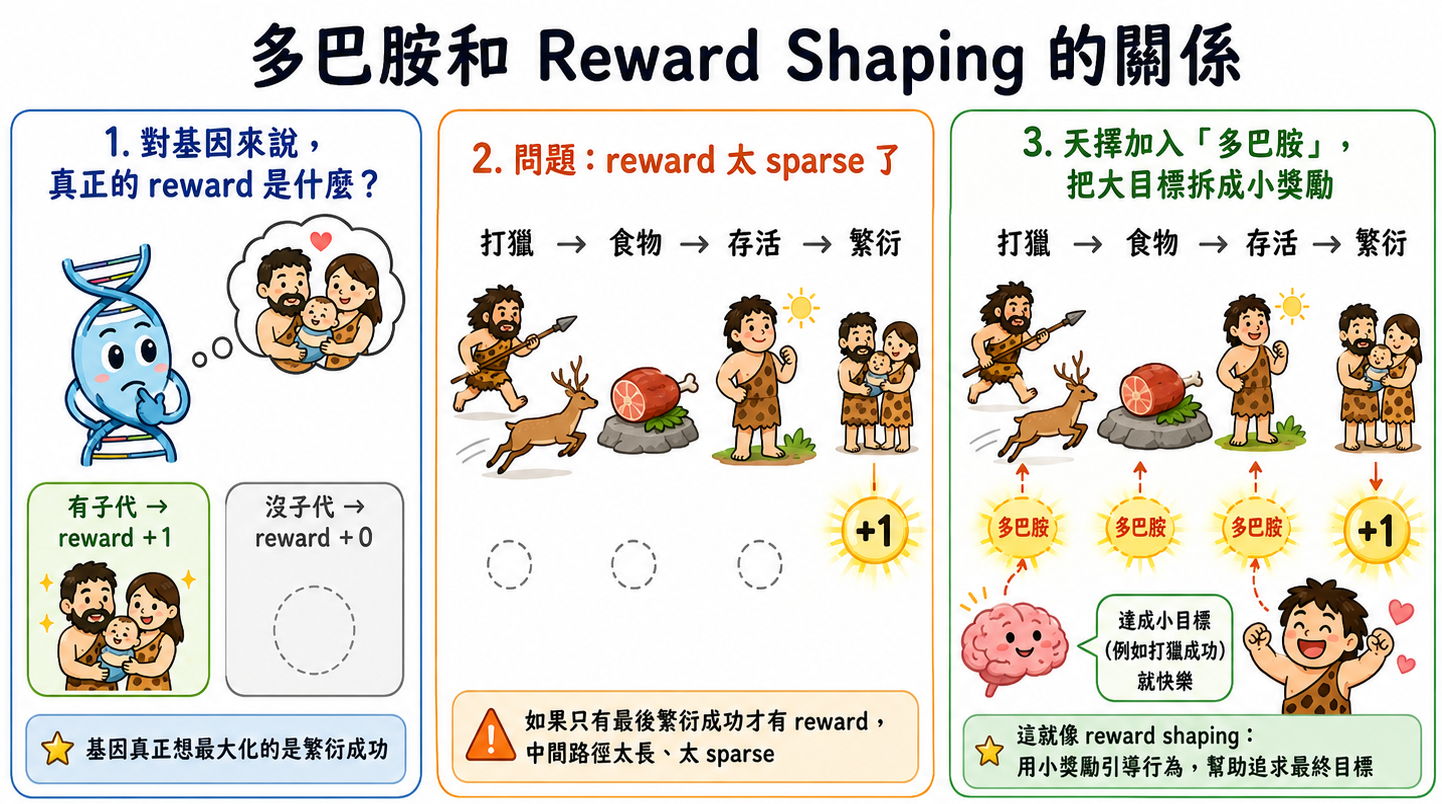 多巴胺和 Reward Shaping 的關係
1. 對基因來說，
真正的 reward 是什麼？
有子代 →
reward +1
沒子代 →
reward +0
基因真正想最大化的是繁衍成功
2. 問題：reward 太 sparse 了
打獵 → 食物 → 存活 → 繁衍
+1
如果只有最後繁衍成功才有 reward，
中間路徑太長、太 sparse
3. 天擇加入「多巴胺」，
把大目標拆成小獎勵
打獵 → 食物 → 存活 → 繁衍
多巴胺 多巴胺 多巴胺 +1
達成小目標
(例如打獵成功)
就快樂
這就像 reward shaping：
用小獎勵引導行為，幫助追求最終目標